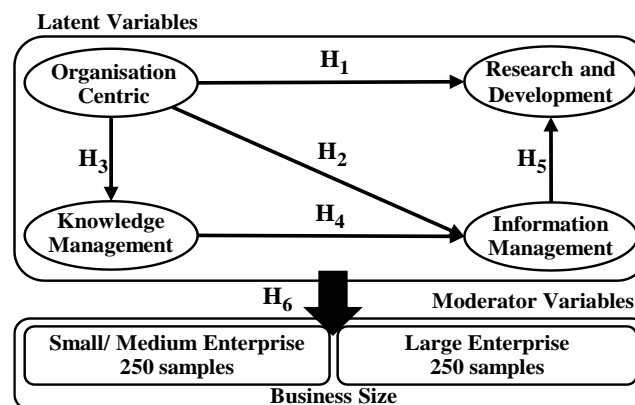 Latent Variables
Organisation
Centric
H1
Research and
Development
H3
H2
H5
Knowledge
Management
H4
Information
Management
H6
Moderator Variables
Small/ Medium Enterprise
250 samples
Large Enterprise
250 samples
Business Size